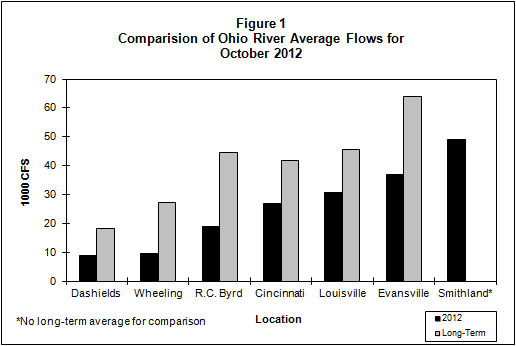 Figure 1
Comparision of Ohio River Average Flows for
October 2012
70
60
50
40
30
20
10
0
1000 CFS
Dashields Wheeling R.C. Byrd Cincinnati Louisville Evansville Smithland*
*No long-term average for comparison
Location
2012
Long-Term